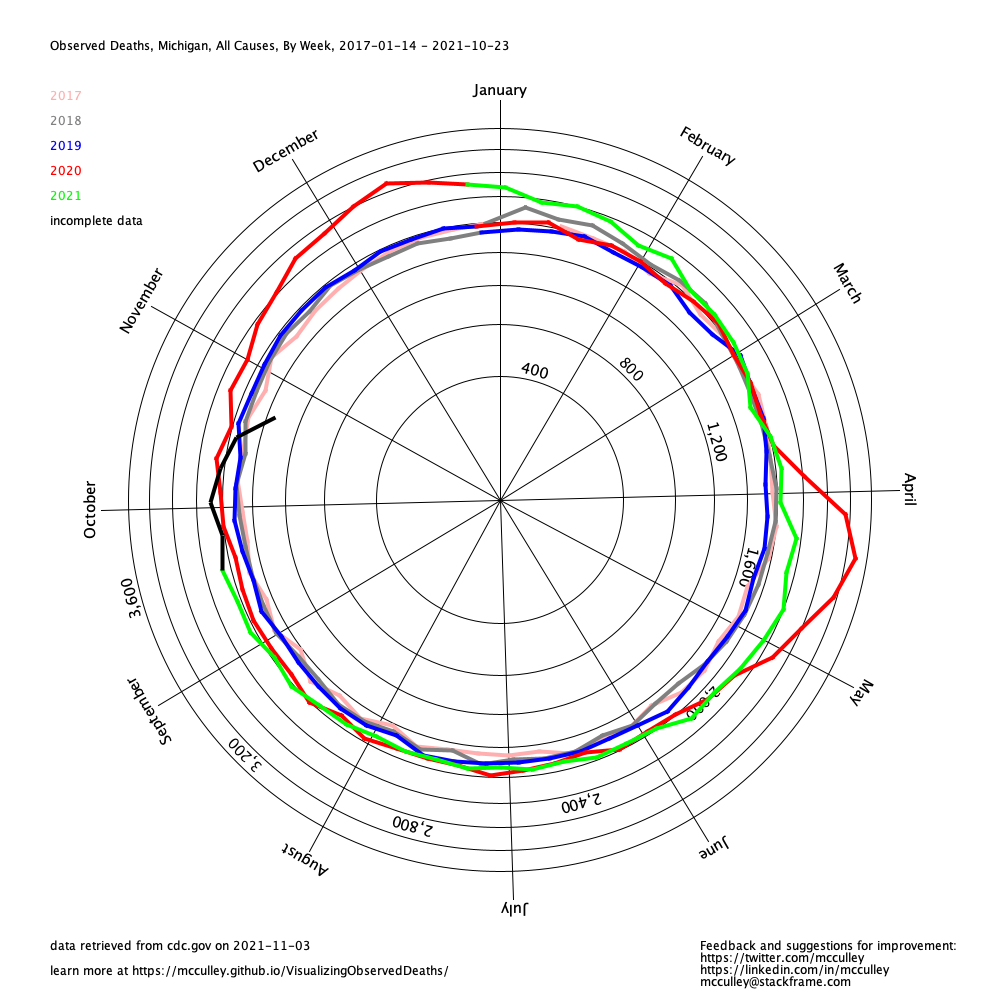 Observed Deaths, Michigan, All Causes, By Week, 2017-01-14 - 2021-10-23
January
2017
2018
2019
2020
2021
incomplete data
December
February
November
March
400
800
1,200
October
April
1,600
3,600
May
2,000
September
3,200
2,400
2,800
August
June
July
data retrieved from cdc.gov on 2021-11-03
learn more at https://mcculley.github.io/VisualizingObservedDeaths/
Feedback and suggestions for improvement:
https://twitter.com/mcculley
https://linkedin.com/in/mcculley
mcculley@stackframe.com